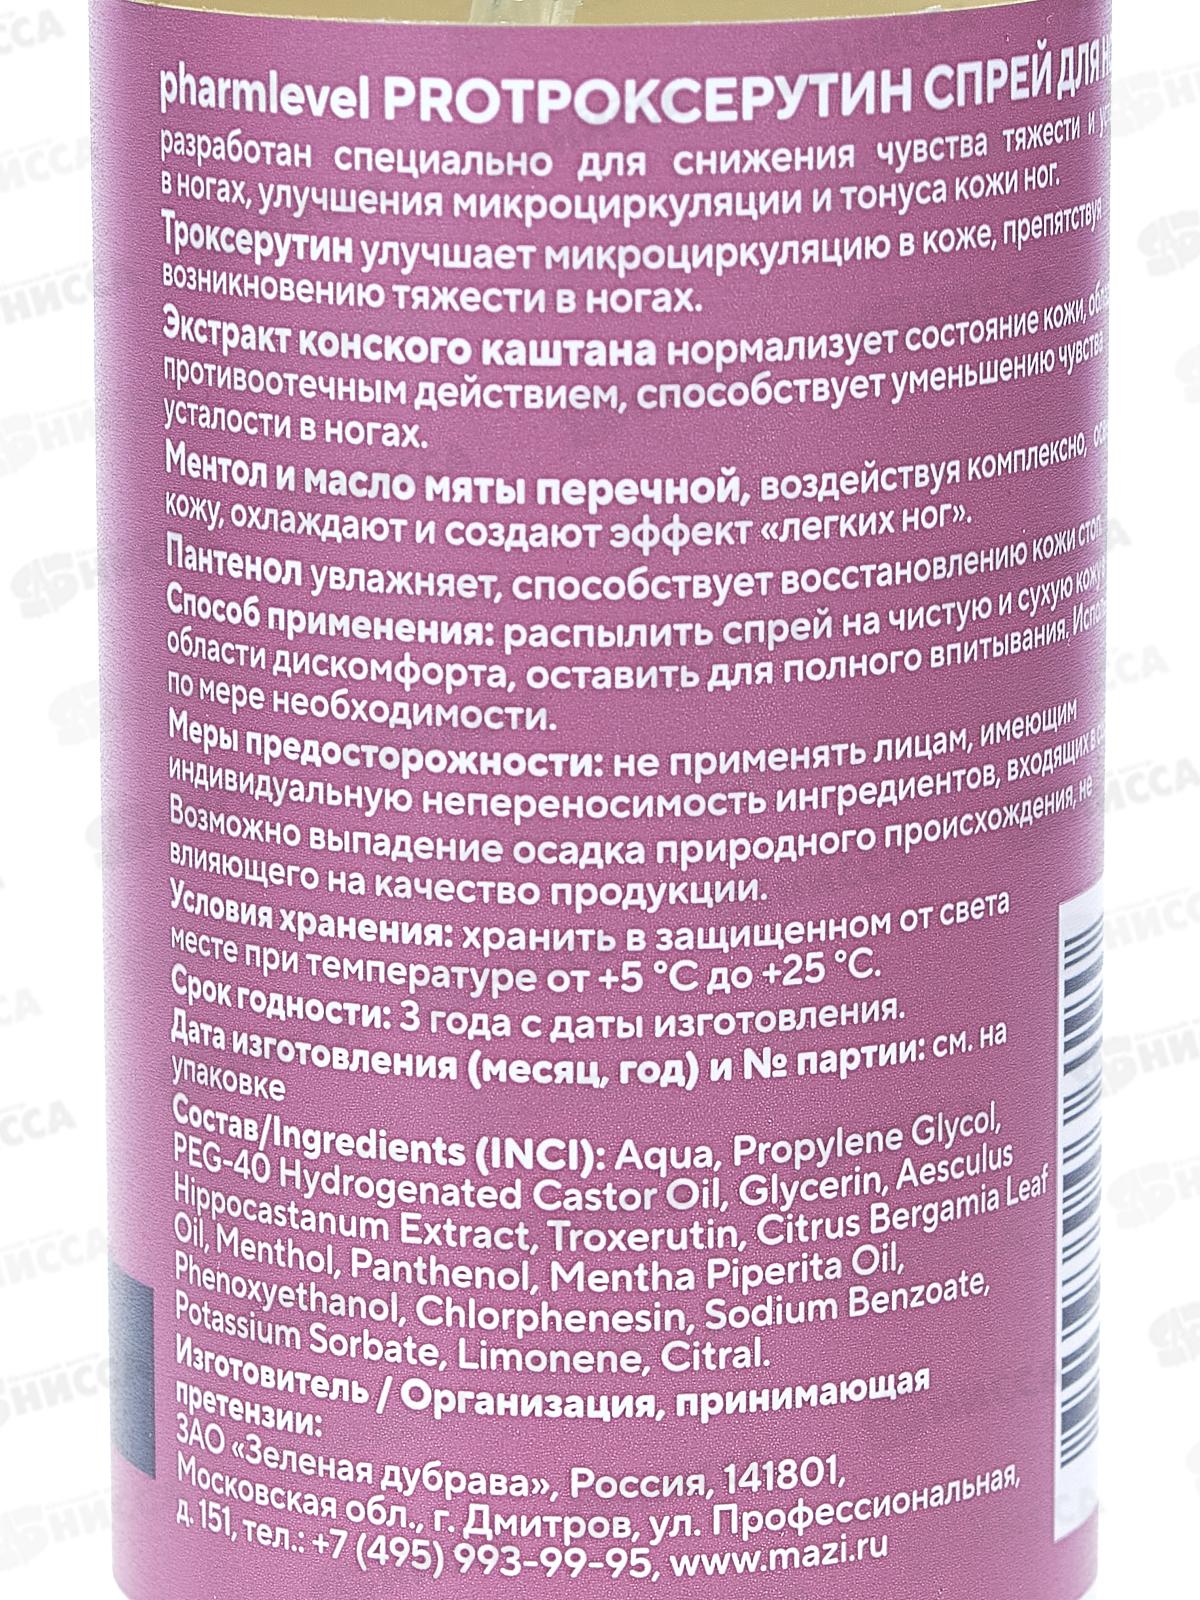 pharmlevel PROТРОКСЕРУТИН СПРЕЙ ДЛЯ
разработан специально для снижения чувства тяжести и
в ногах, улучшения микроциркуляции и тонуса кожи ног.
Троксерутин улучшает микроциркуляцию в коже, препятствуя
возникновению тяжести в ногах.
Экстракт конского каштана нормализует состояние кожи,
противоотечным действием, способствует уменьшению чувства
усталости в ногах.
Ментол и масло мяты перечной, воздействуя комплексно,
кожу, охлаждают и создают эффект «легких ног».
Пантенол увлажняет, способствует восстановлению кожи стоп
Способ применения: распылить спрей на чистую и сухую кожу
области дискомфорта, оставить для полного впитывания.
по мере необходимости.
Меры предосторожности: не применять лицам, имеющим
индивидуальную непереносимость ингредиентов, входящих в
Возможно выпадение осадка природного происхождения, не
влияющего на качество продукции.
Условия хранения: хранить в защищенном от света
месте при температуре от +5 °C до +25 °C.
Срок годности: 3 года с даты изготовления.
Дата изготовления (месяц, год) и № партии: см. на
упаковке
Состав/Ingredients (INCI): Aqua, Propylene Glycol,
PEG-40 Hydrogenated Castor Oil, Glycerin, Aesculus
Hippocastanum Extract, Troxerutin, Citrus Bergamia Leaf
Oil, Menthol, Panthenol, Mentha Piperita Oil,
Phenoxyethanol, Chlorphenesin, Sodium Benzoate,
Potassium Sorbate, Limonene, Citral.
Изготовитель / Организация, принимающая
претензии:
ЗАО «Зеленая дубрава», Россия, 141801,
Московская обл., г. Дмитров, ул. Профессиональная,
д. 151, тел.: +7 (495) 993-99-95, www.mazi.ru